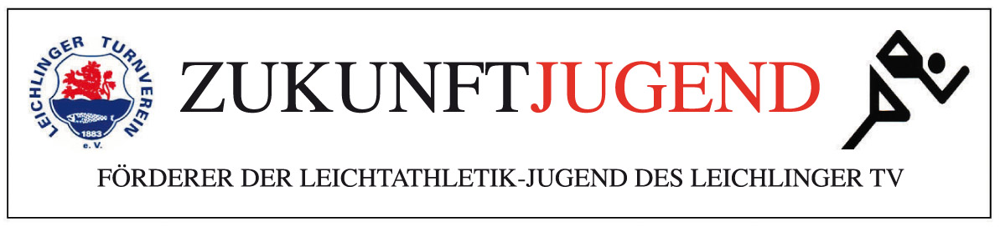 LEICHLINGER TURNVEREIN
1883
e. V.
ZUKUNFTJUGEND
FÖRDERER DER LEICHTATHLETIK-JUGEND DES LEICHLINGER TV